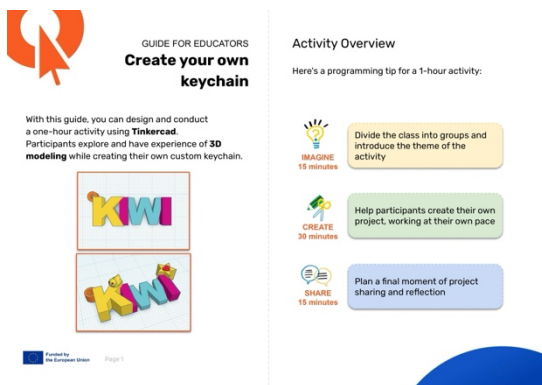 GUIDE FOR EDUCATORS
Create your own
keychain
With this guide, you can design and conduct
a one-hour activity using Tinkercad.
Participants explore and have experience of 3D
modeling while creating their own custom keychain.
KIWI
KIWI
Funded by
the European Union
Page 1
Activity Overview
Here's a programming tip for a 1-hour activity:
IMAGINE
15 minutes
Divide the class into groups and
introduce the theme of the
activity
CREATE
30 minutes
Help participants create their own
project, working at their own pace
SHARE
15 minutes
Plan a final moment of project
sharing and reflection